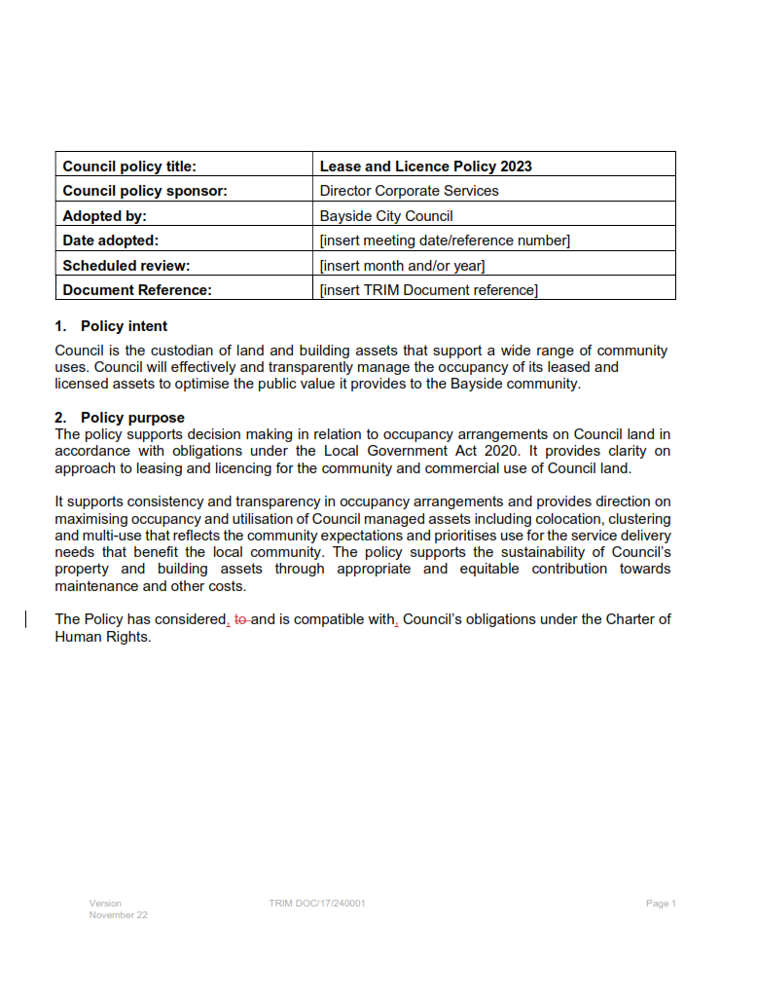 Council policy title: Lease and Licence Policy 2023
Council policy sponsor: Director Corporate Services
Adopted by: Bayside City Council
Date adopted: [insert meeting date/reference number]
Scheduled review: [insert month and/or year]
Document Reference: [insert TRIM Document reference]
1. Policy intent
Council is the custodian of land and building assets that support a wide range of community
uses. Council will effectively and transparently manage the occupancy of its leased and
licensed assets to optimise the public value it provides to the Bayside community.
2. Policy purpose
The policy supports decision making in relation to occupancy arrangements on Council land in
accordance with obligations under the Local Government Act 2020. It provides clarity on
approach to leasing and licencing for the community and commercial use of Council land.
It supports consistency and transparency in occupancy arrangements and provides direction on
maximising occupancy and utilisation of Council managed assets including colocation, clustering
and multi-use that reflects the community expectations and prioritises use for the service delivery
needs that benefit the local community. The policy supports the sustainability of Council's
property and building assets through appropriate and equitable contribution towards
maintenance and other costs.
The Policy has considered, to and is compatible with, Council's obligations under the Charter of
Human Rights.
Version TRIM DOC/17/240001 Page 1
November 22